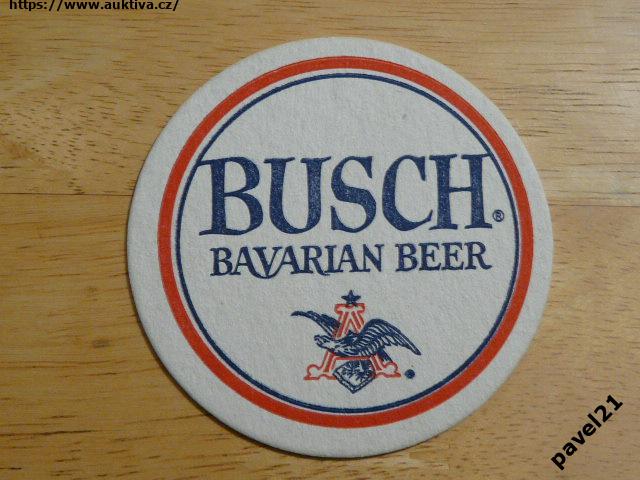 https://www.auktiva.cz/
BUSCH®
BAVARIAN BEER
A
pavel21